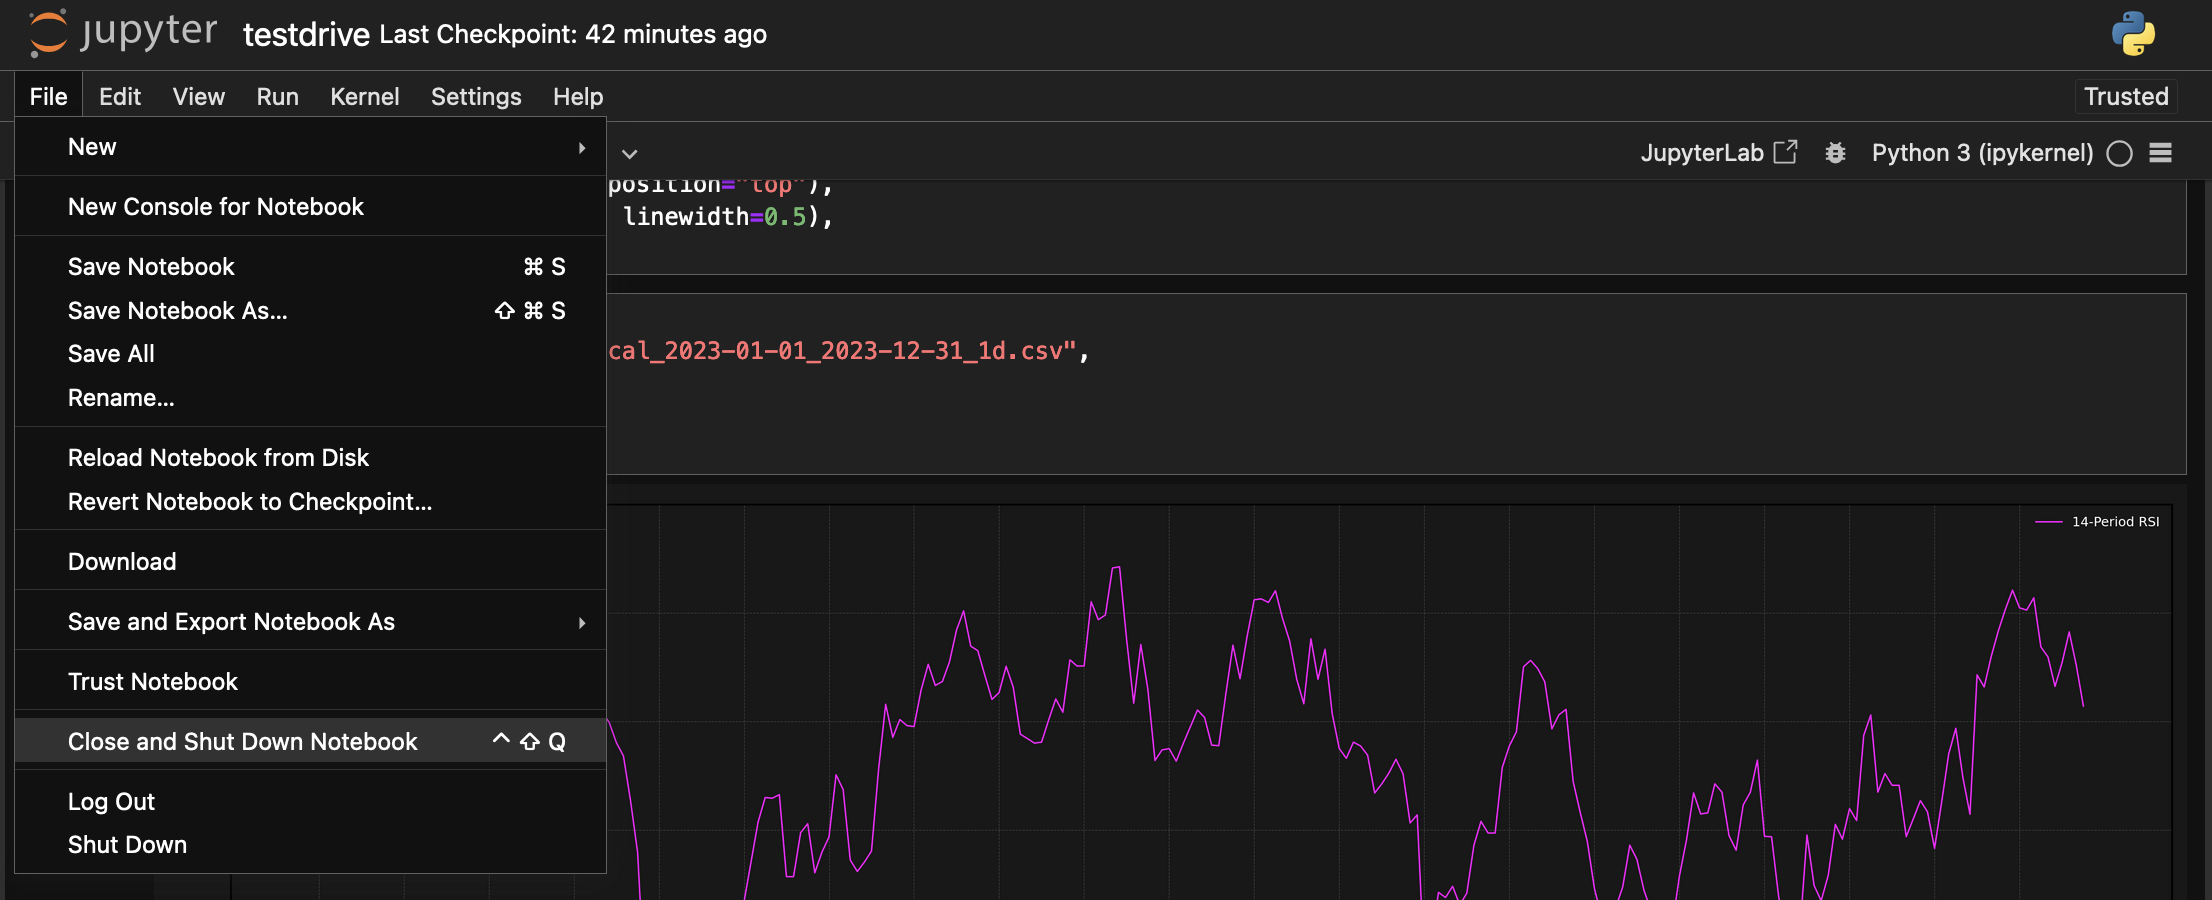 jupyter testdrive Last Checkpoint: 42 minutes ago
File Edit View Run Kernel Settings Help Trusted
JupyterLab Python 3 (ipykernel)
New
New Console for Notebook
Save Notebook ⌘ S
Save Notebook As... ⇧ ⌘ S
Save All
Rename...
Reload Notebook from Disk
Revert Notebook to Checkpoint...
Download
Save and Export Notebook As
Trust Notebook
Close and Shut Down Notebook ^ ⇧ Q
Log Out
Shut Down
position="top"),
linewidth=0.5),
cal_2023-01-01_2023-12-31_1d.csv",
14-Period RSI